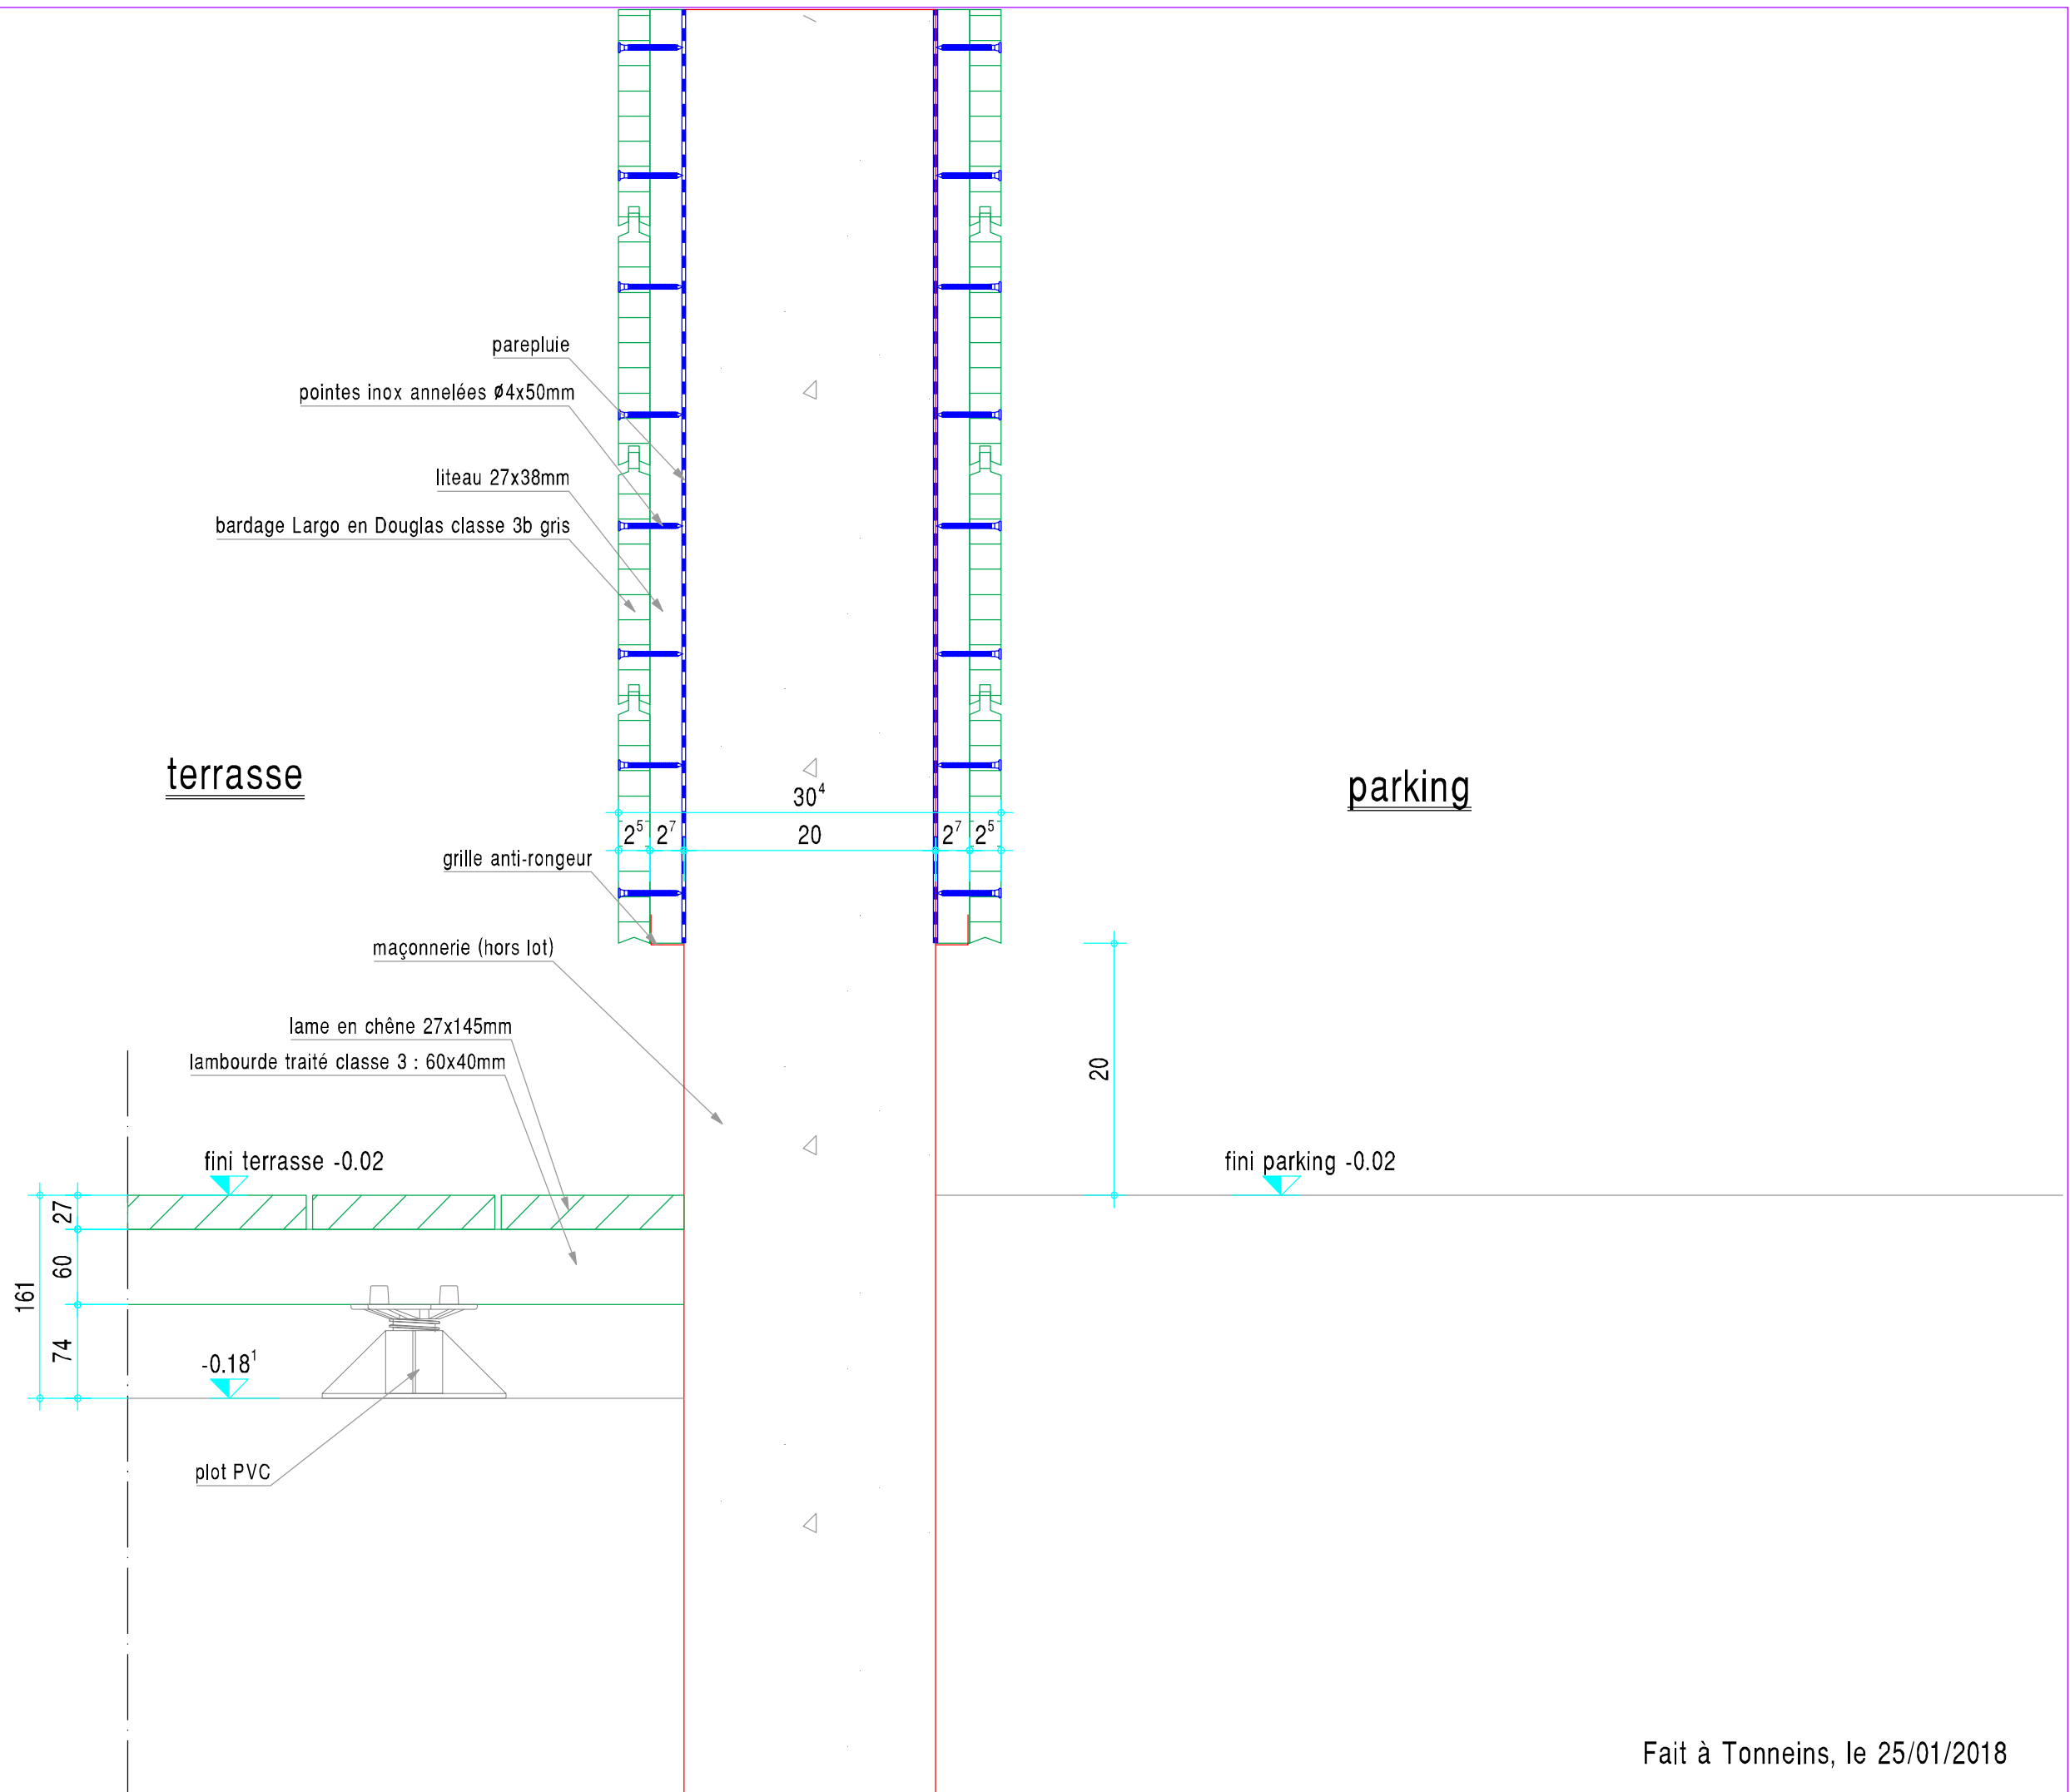 parepluie
pointes inox annelées Ø4x50mm
liteau 27x38mm
bardage Largo en Douglas classe 3b gris
terrasse
parking
30⁴
2⁵ 2⁷ 20 2⁷ 2⁵
grille anti-rongeur
maçonnerie (hors lot)
lame en chêne 27x145mm
lambourde traité classe 3 : 60x40mm
20
fini terrasse -0.02
fini parking -0.02
27
60
161
74
-0.18¹
plot PVC
Fait à Tonneins, le 25/01/2018